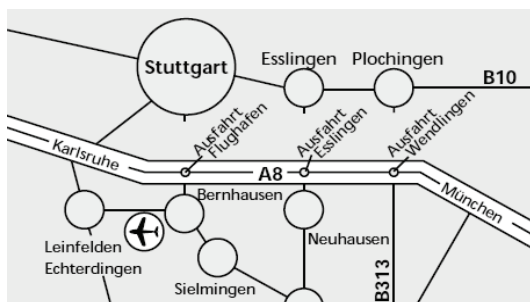 Esslingen
Plochingen
Stuttgart
B10
Ausfahrt
Flughafen
Ausfahrt
Esslingen
Ausfahrt
Wendlingen
Karlsruhe
A8
München
Bernhausen
Leinfelden
Echterdingen
Neuhausen
Sielmingen
B313